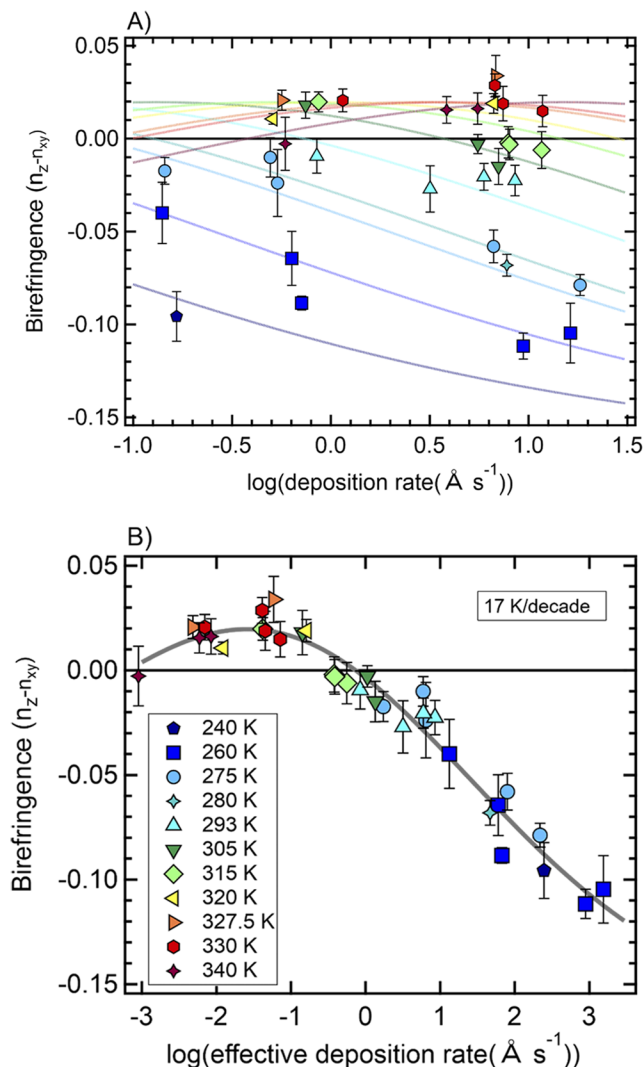 A)
0.05
0.00
-0.05
-0.10
-0.15
Birefringence (nz-nxy)
-1.0 -0.5 0.0 0.5 1.0 1.5
log(deposition rate(Å s⁻¹))
B)
0.05
0.00
-0.05
-0.10
-0.15
Birefringence (nz-nxy)
17 K/decade
240 K
260 K
275 K
280 K
293 K
305 K
315 K
320 K
327.5 K
330 K
340 K
-3 -2 -1 0 1 2 3
log(effective deposition rate(Å s⁻¹))